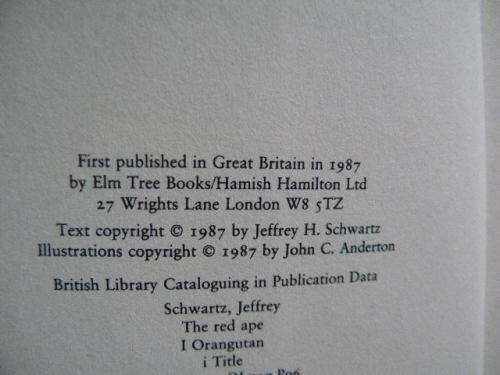 First published in Great Britain in 1987
by Elm Tree Books/Hamish Hamilton Ltd
27 Wrights Lane London W8 5TZ
Text copyright © 1987 by Jeffrey H. Schwartz
Illustrations copyright © 1987 by John C. Anderton
British Library Cataloguing in Publication Data
Schwartz, Jeffrey
The red ape
I Orangutan
i Title